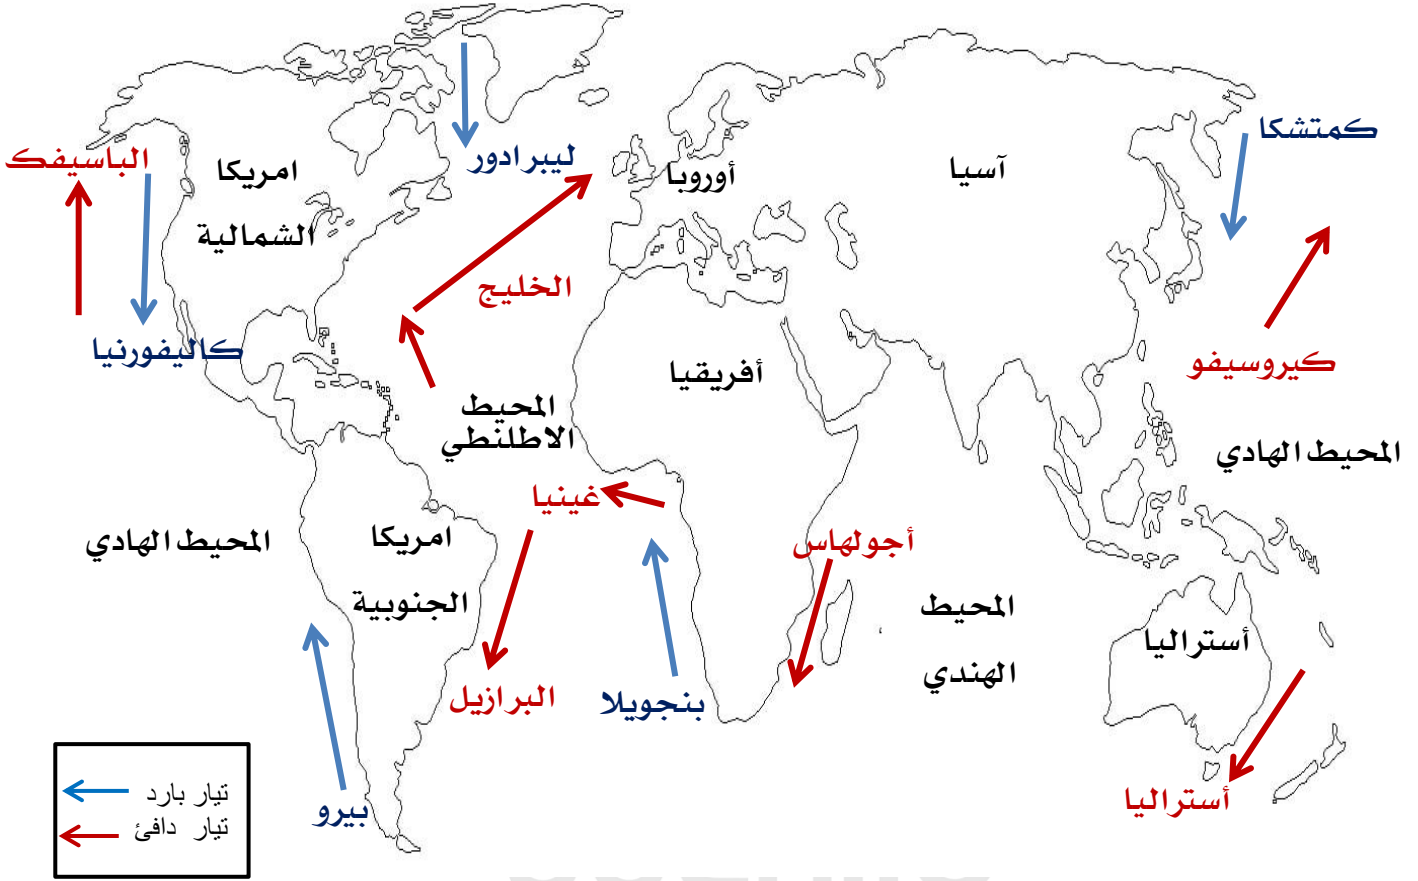 كمتشكا
ليبرادور
الباسيفك
امريكا
الشمالية
أوروبا
آسيا
الخليج
كاليفورنيا
كيروسيفو
أفريقيا
المحيط
الاطلنطي
المحيط الهادي
غينيا
امريكا
الجنوبية
المحيط الهادي
أجولهاس
المحيط
الهندي
أستراليا
البرازيل
بنجويلا
بيرو
أستراليا
تيار بارد
تيار دافئ